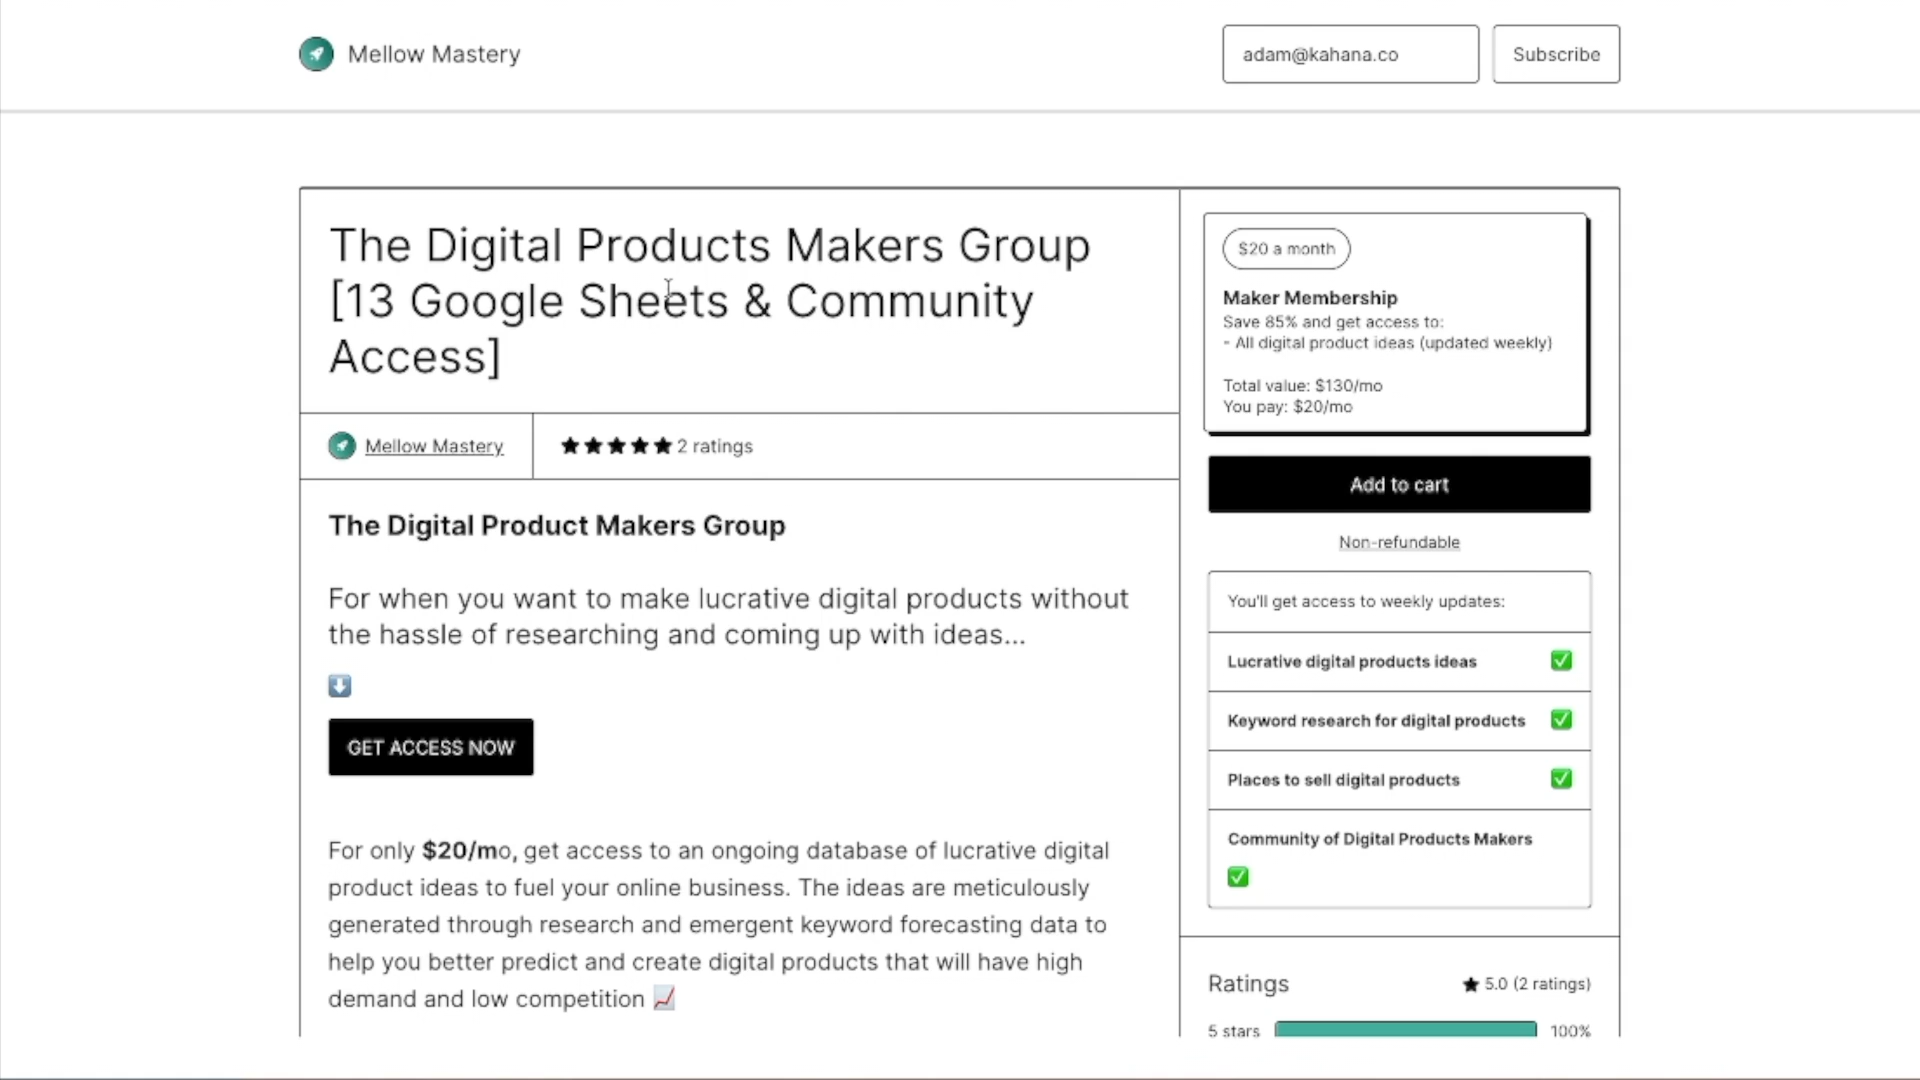 Mellow Mastery
adam@kahana.co
Subscribe
The Digital Products Makers Group
[13 Google Sheets & Community
Access]
Mellow Mastery
2 ratings
The Digital Product Makers Group
For when you want to make lucrative digital products without
the hassle of researching and coming up with ideas...
GET ACCESS NOW
For only $20/mo, get access to an ongoing database of lucrative digital
product ideas to fuel your online business. The ideas are meticulously
generated through research and emergent keyword forecasting data to
help you better predict and create digital products that will have high
demand and low competition
$20 a month
Maker Membership
Save 85% and get access to:
- All digital product ideas (updated weekly)
Total value: $130/mo
You pay: $20/mo
Add to cart
Non-refundable
You'll get access to weekly updates:
Lucrative digital products ideas
Keyword research for digital products
Places to sell digital products
Community of Digital Products Makers
Ratings
5.0 (2 ratings)
5 stars
100%